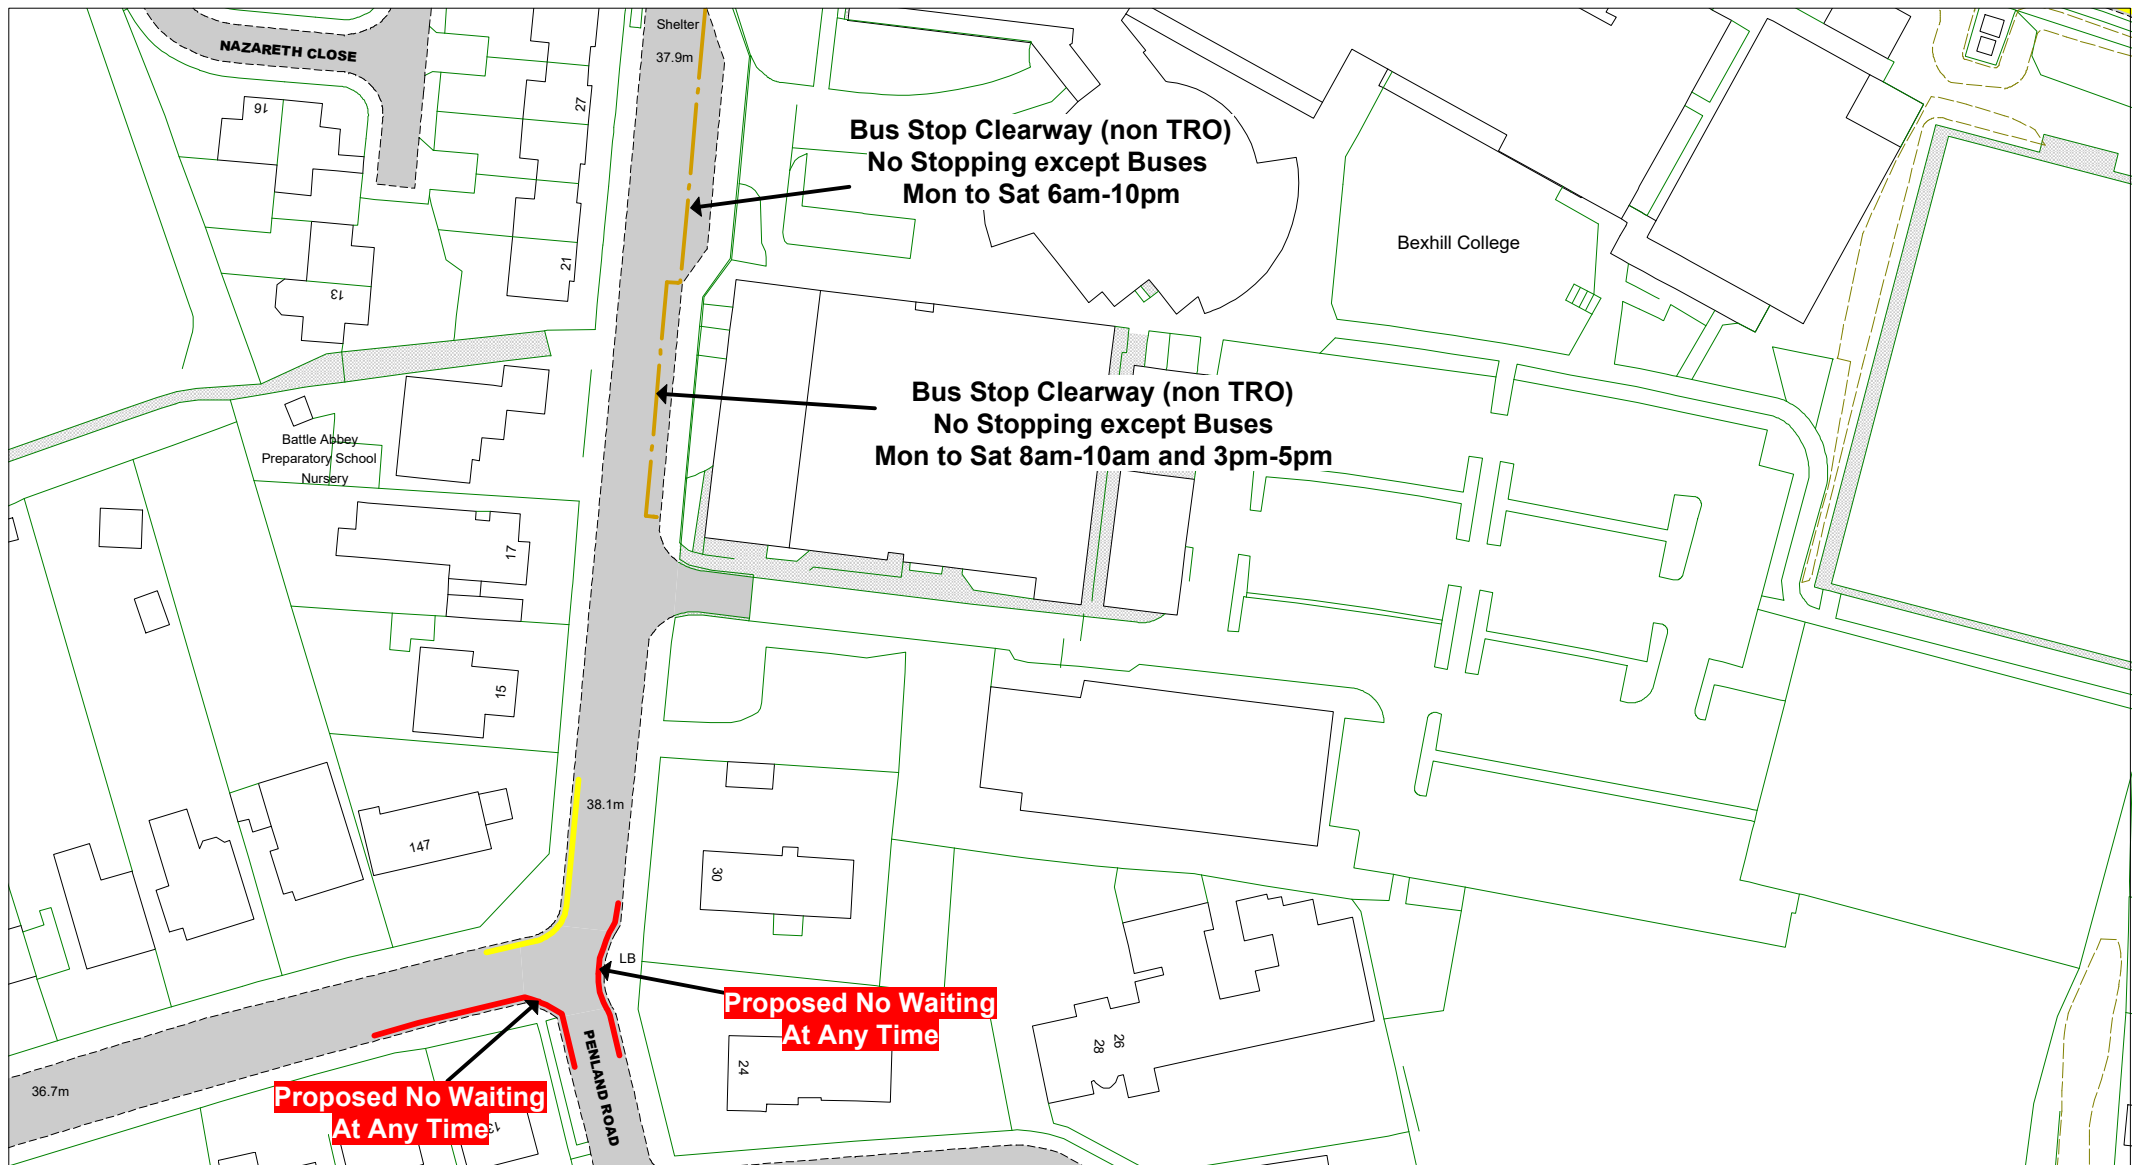 Shelter
NAZARETH CLOSE
37.9m
16
27
Bus Stop Clearway (non TRO)
No Stopping except Buses
Mon to Sat 6am-10pm
Bexhill College
21
13
Bus Stop Clearway (non TRO)
No Stopping except Buses
Mon to Sat 8am-10am and 3pm-5pm
Battle Abbey
Preparatory School
Nursery
17
15
38.1m
147
30
LB
Proposed No Waiting
At Any Time
26
28
24
PENLAND ROAD
36.7m
Proposed No Waiting
At Any Time
13